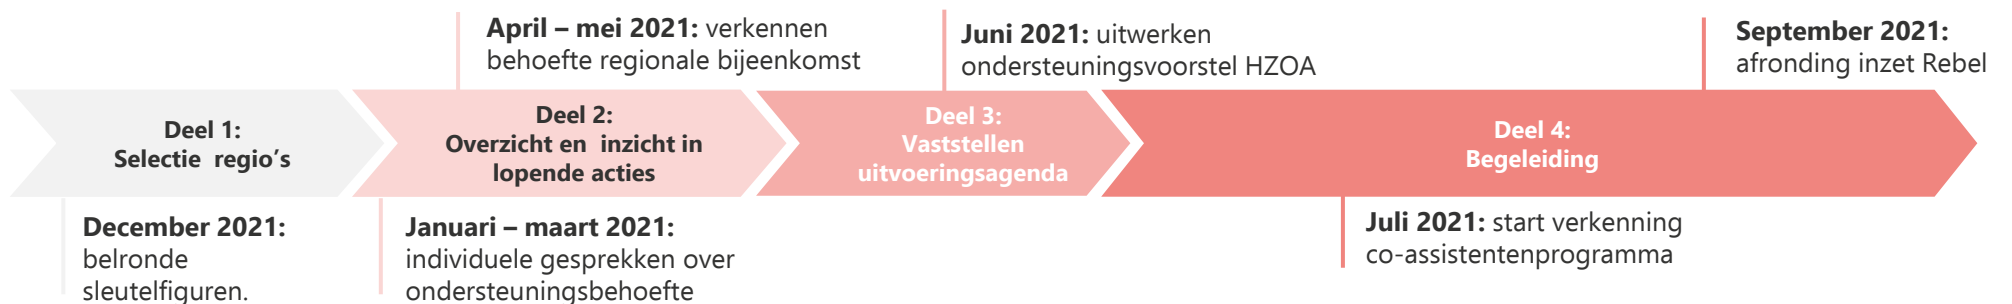 April – mei 2021: verkennen
behoefte regionale bijeenkomst
Juni 2021: uitwerken
ondersteuningsvoorstel HZOA
September 2021:
afronding inzet Rebel
Deel 1:
Selectie regio's
Deel 2:
Overzicht en inzicht in
lopende acties
Deel 3:
Vaststellen
uitvoeringsagenda
Deel 4:
Begeleiding
December 2021:
belronde
sleutelfiguren.
Januari – maart 2021:
individuele gesprekken over
ondersteuningsbehoefte
Juli 2021: start verkenning
co-assistentenprogramma